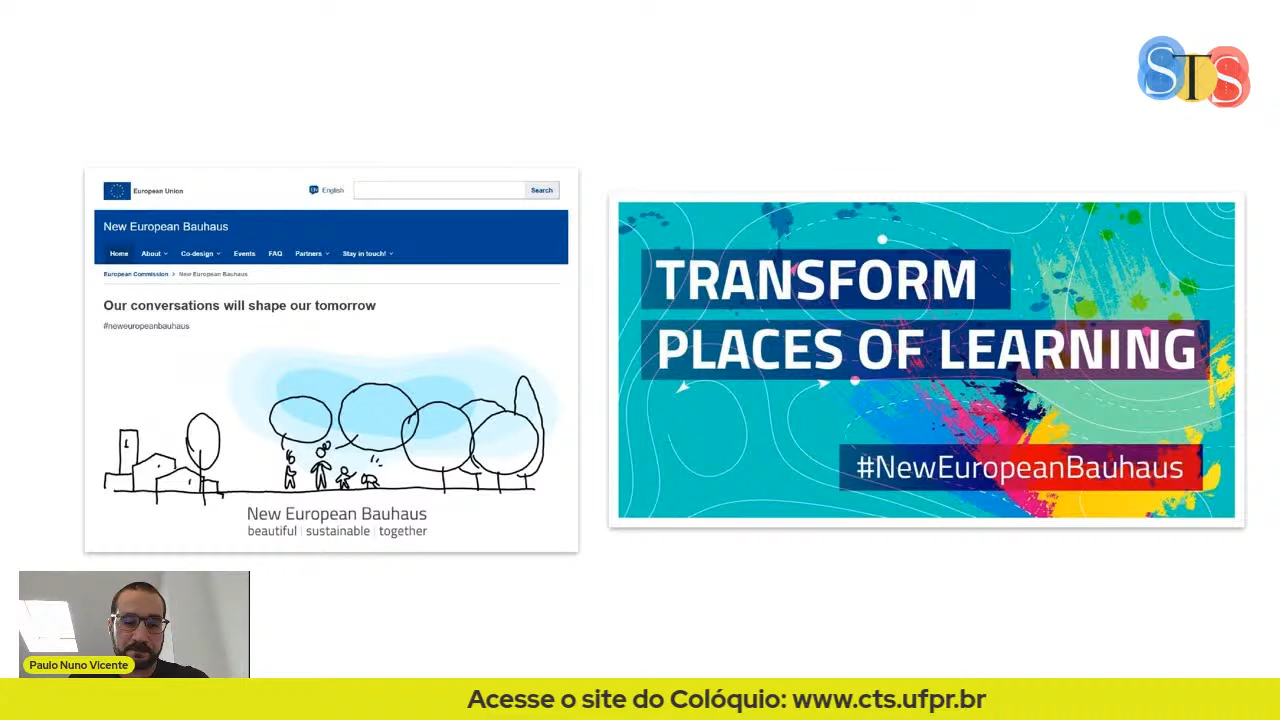 STS
European Union
EN English
Search
New European Bauhaus
Home About Co-design Events FAQ Partners Stay in touch!
European Commission > New European Bauhaus
Our conversations will shape our tomorrow
#neweuropeanbauhaus
New European Bauhaus
beautiful | sustainable | together
TRANSFORM
PLACES OF LEARNING
#NewEuropeanBauhaus
Paulo Nuno Vicente
Acesse o site do Colóquio: www.cts.ufpr.br